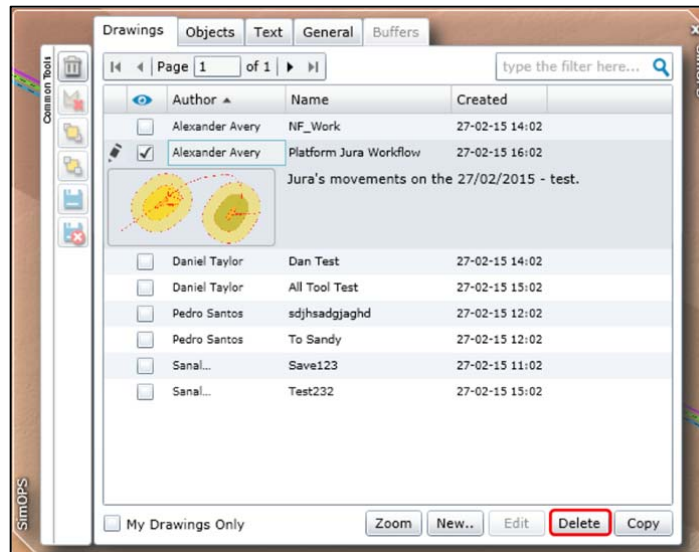 Drawings Objects Text General Buffers
Common Tools
Page 1 of 1 type the filter here...
Author Name Created
Alexander Avery NF_Work 27-02-15 14:02
Alexander Avery Platform Jura Workflow 27-02-15 16:02
Jura's movements on the 27/02/2015 - test.
Daniel Taylor Dan Test 27-02-15 14:02
Daniel Taylor All Tool Test 27-02-15 15:02
Pedro Santos sdjhsadgjaghd 27-02-15 12:02
Pedro Santos To Sandy 27-02-15 12:02
Sanal... Save123 27-02-15 11:02
Sanal... Test232 27-02-15 15:02
SimOPS
My Drawings Only Zoom New.. Edit Delete Copy